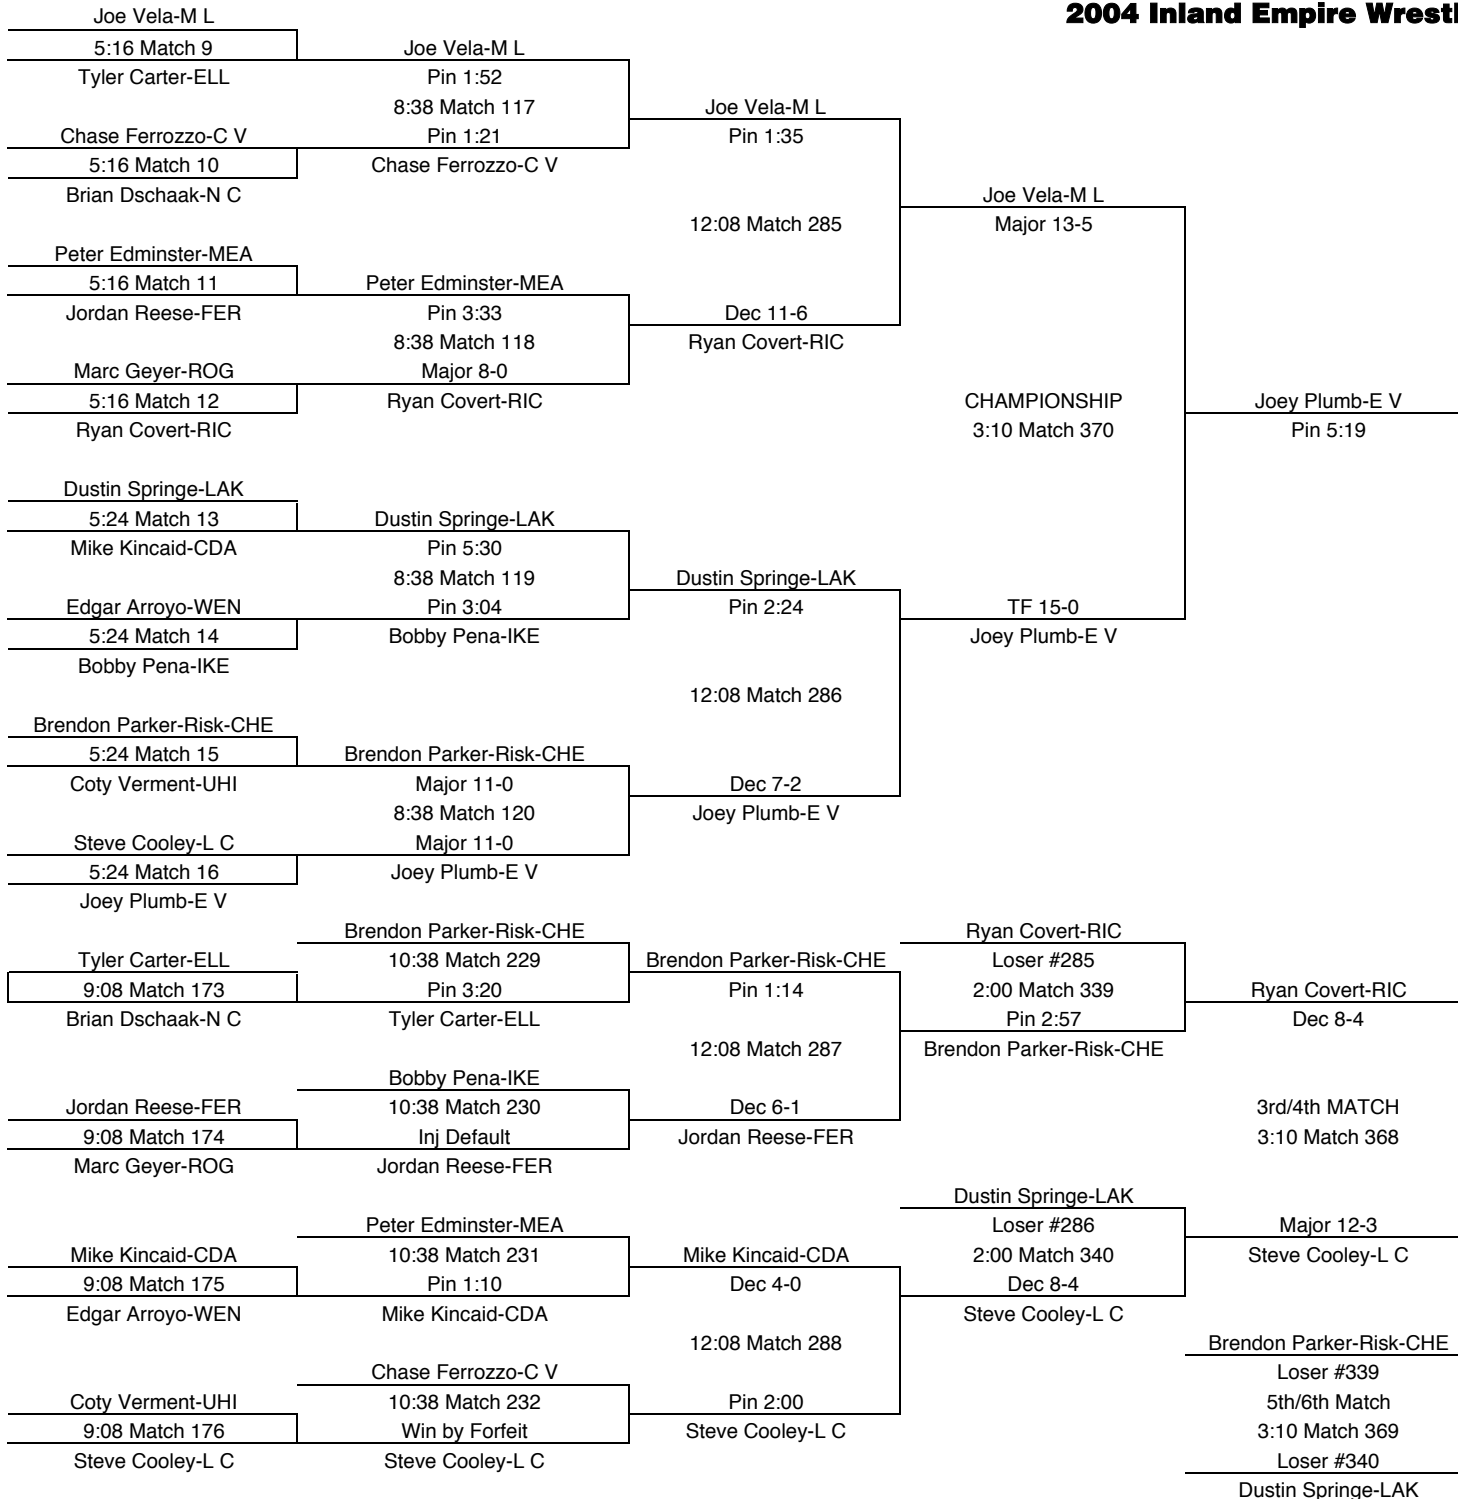 2004 Inland Empire Wrestl
Joe Vela-M L
5:16 Match 9
Tyler Carter-ELL
Chase Ferrozzo-C V
5:16 Match 10
Brian Dschaak-N C
Peter Edminster-MEA
5:16 Match 11
Jordan Reese-FER
Marc Geyer-ROG
5:16 Match 12
Ryan Covert-RIC
Dustin Springe-LAK
5:24 Match 13
Mike Kincaid-CDA
Edgar Arroyo-WEN
5:24 Match 14
Bobby Pena-IKE
Brendon Parker-Risk-CHE
5:24 Match 15
Coty Verment-UHI
Steve Cooley-L C
5:24 Match 16
Joey Plumb-E V
Joe Vela-M L
Pin 1:52
8:38 Match 117
Pin 1:21
Chase Ferrozzo-C V
Peter Edminster-MEA
Pin 3:33
8:38 Match 118
Major 8-0
Ryan Covert-RIC
Dustin Springe-LAK
Pin 5:30
8:38 Match 119
Pin 3:04
Bobby Pena-IKE
Brendon Parker-Risk-CHE
Major 11-0
8:38 Match 120
Major 11-0
Joey Plumb-E V
Joe Vela-M L
Pin 1:35
12:08 Match 285
Dec 11-6
Ryan Covert-RIC
Dustin Springe-LAK
Pin 2:24
12:08 Match 286
Dec 7-2
Joey Plumb-E V
Joe Vela-M L
Major 13-5
CHAMPIONSHIP
3:10 Match 370
TF 15-0
Joey Plumb-E V
Joey Plumb-E V
Pin 5:19
Tyler Carter-ELL
9:08 Match 173
Brian Dschaak-N C
Jordan Reese-FER
9:08 Match 174
Marc Geyer-ROG
Mike Kincaid-CDA
9:08 Match 175
Edgar Arroyo-WEN
Coty Verment-UHI
9:08 Match 176
Steve Cooley-L C
Brendon Parker-Risk-CHE
10:38 Match 229
Pin 3:20
Tyler Carter-ELL
Bobby Pena-IKE
10:38 Match 230
Inj Default
Jordan Reese-FER
Peter Edminster-MEA
10:38 Match 231
Pin 1:10
Mike Kincaid-CDA
Chase Ferrozzo-C V
10:38 Match 232
Win by Forfeit
Steve Cooley-L C
Brendon Parker-Risk-CHE
Pin 1:14
12:08 Match 287
Dec 6-1
Jordan Reese-FER
Mike Kincaid-CDA
Dec 4-0
12:08 Match 288
Pin 2:00
Steve Cooley-L C
Ryan Covert-RIC
Loser #285
2:00 Match 339
Pin 2:57
Brendon Parker-Risk-CHE
Dustin Springe-LAK
Loser #286
2:00 Match 340
Dec 8-4
Steve Cooley-L C
Ryan Covert-RIC
Dec 8-4
3rd/4th MATCH
3:10 Match 368
Major 12-3
Steve Cooley-L C
Brendon Parker-Risk-CHE
Loser #339
5th/6th Match
3:10 Match 369
Loser #340
Dustin Springe-LAK